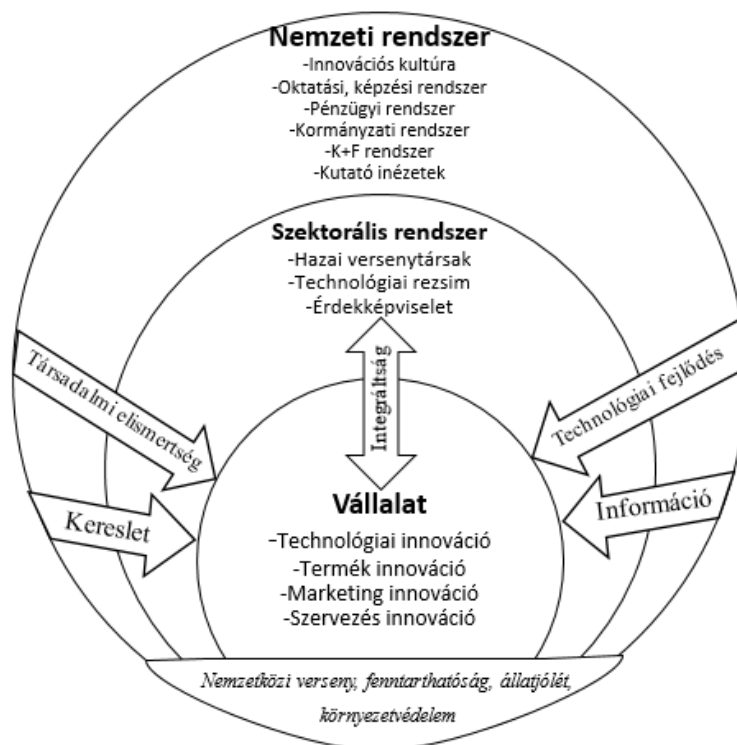 Nemzeti rendszer
-Innovációs kultúra
-Oktatási, képzési rendszer
-Pénzügyi rendszer
-Kormányzati rendszer
-K+F rendszer
-Kutató inézetek
Szektorális rendszer
-Hazai versenytársak
-Technológiai rezsim
-Érdekképviselet
Társadalmi elismertség
Integráltság
Technológiai fejlődés
Kereslet
Információ
Vállalat
-Technológiai innováció
-Termék innováció
-Marketing innováció
-Szervezés innováció
Nemzetközi verseny, fenntarthatóság, állatjólét,
környezetvédelem